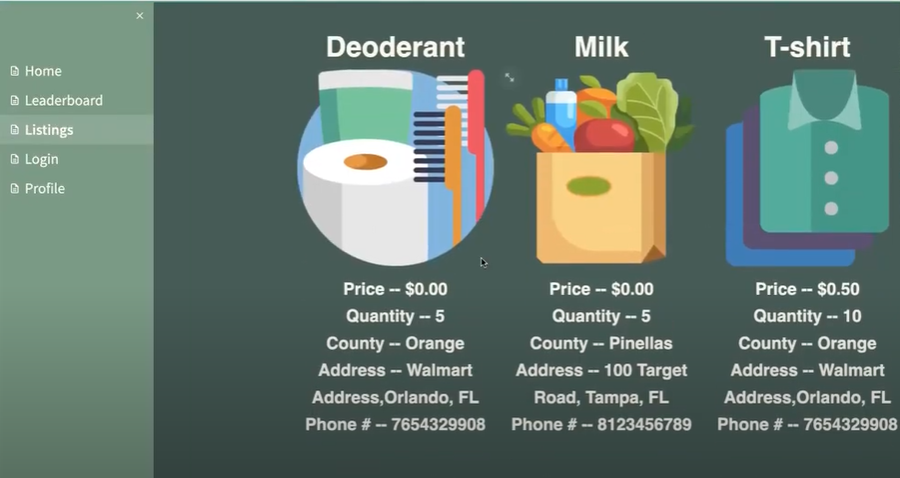 ×
Home
Leaderboard
Listings
Login
Profile
Deoderant
Price -- $0.00
Quantity -- 5
County -- Orange
Address -- Walmart
Address,Orlando, FL
Phone # -- 7654329908
Milk
Price -- $0.00
Quantity -- 5
County -- Pinellas
Address -- 100 Target
Road, Tampa, FL
Phone # -- 8123456789
T-shirt
Price -- $0.50
Quantity -- 10
County -- Orange
Address -- Walmart
Address,Orlando, FL
Phone # -- 7654329908